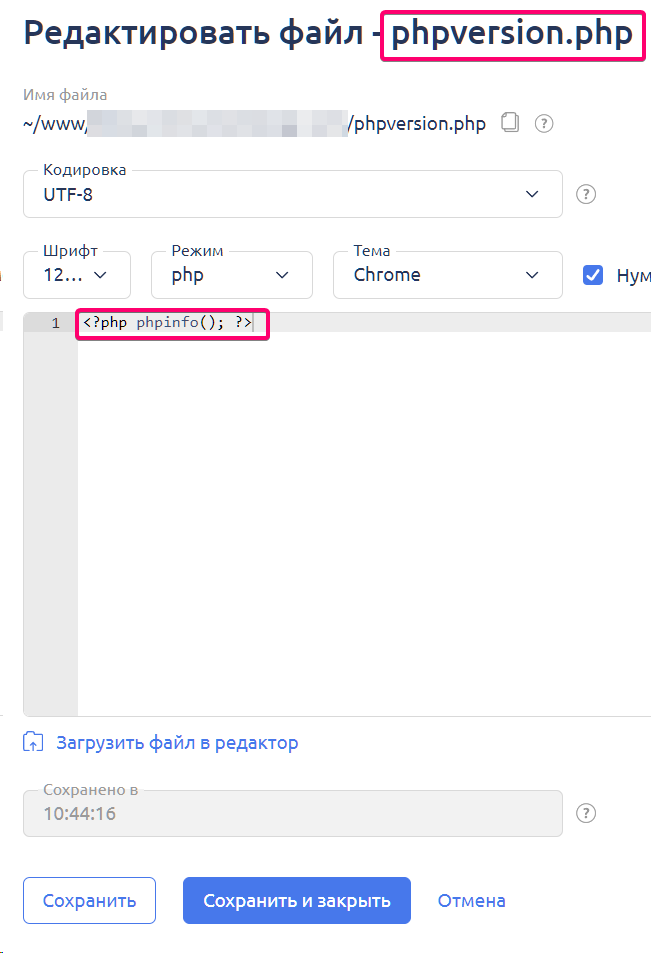 Редактировать файл - phpversion.php
Имя файла
~/www/ /phpversion.php
Кодировка
UTF-8
Шрифт Режим Тема
12... php Chrome Нум
1 <?php phpinfo(); ?>
Загрузить файл в редактор
Сохранено в
10:44:16
Сохранить Сохранить и закрыть Отмена